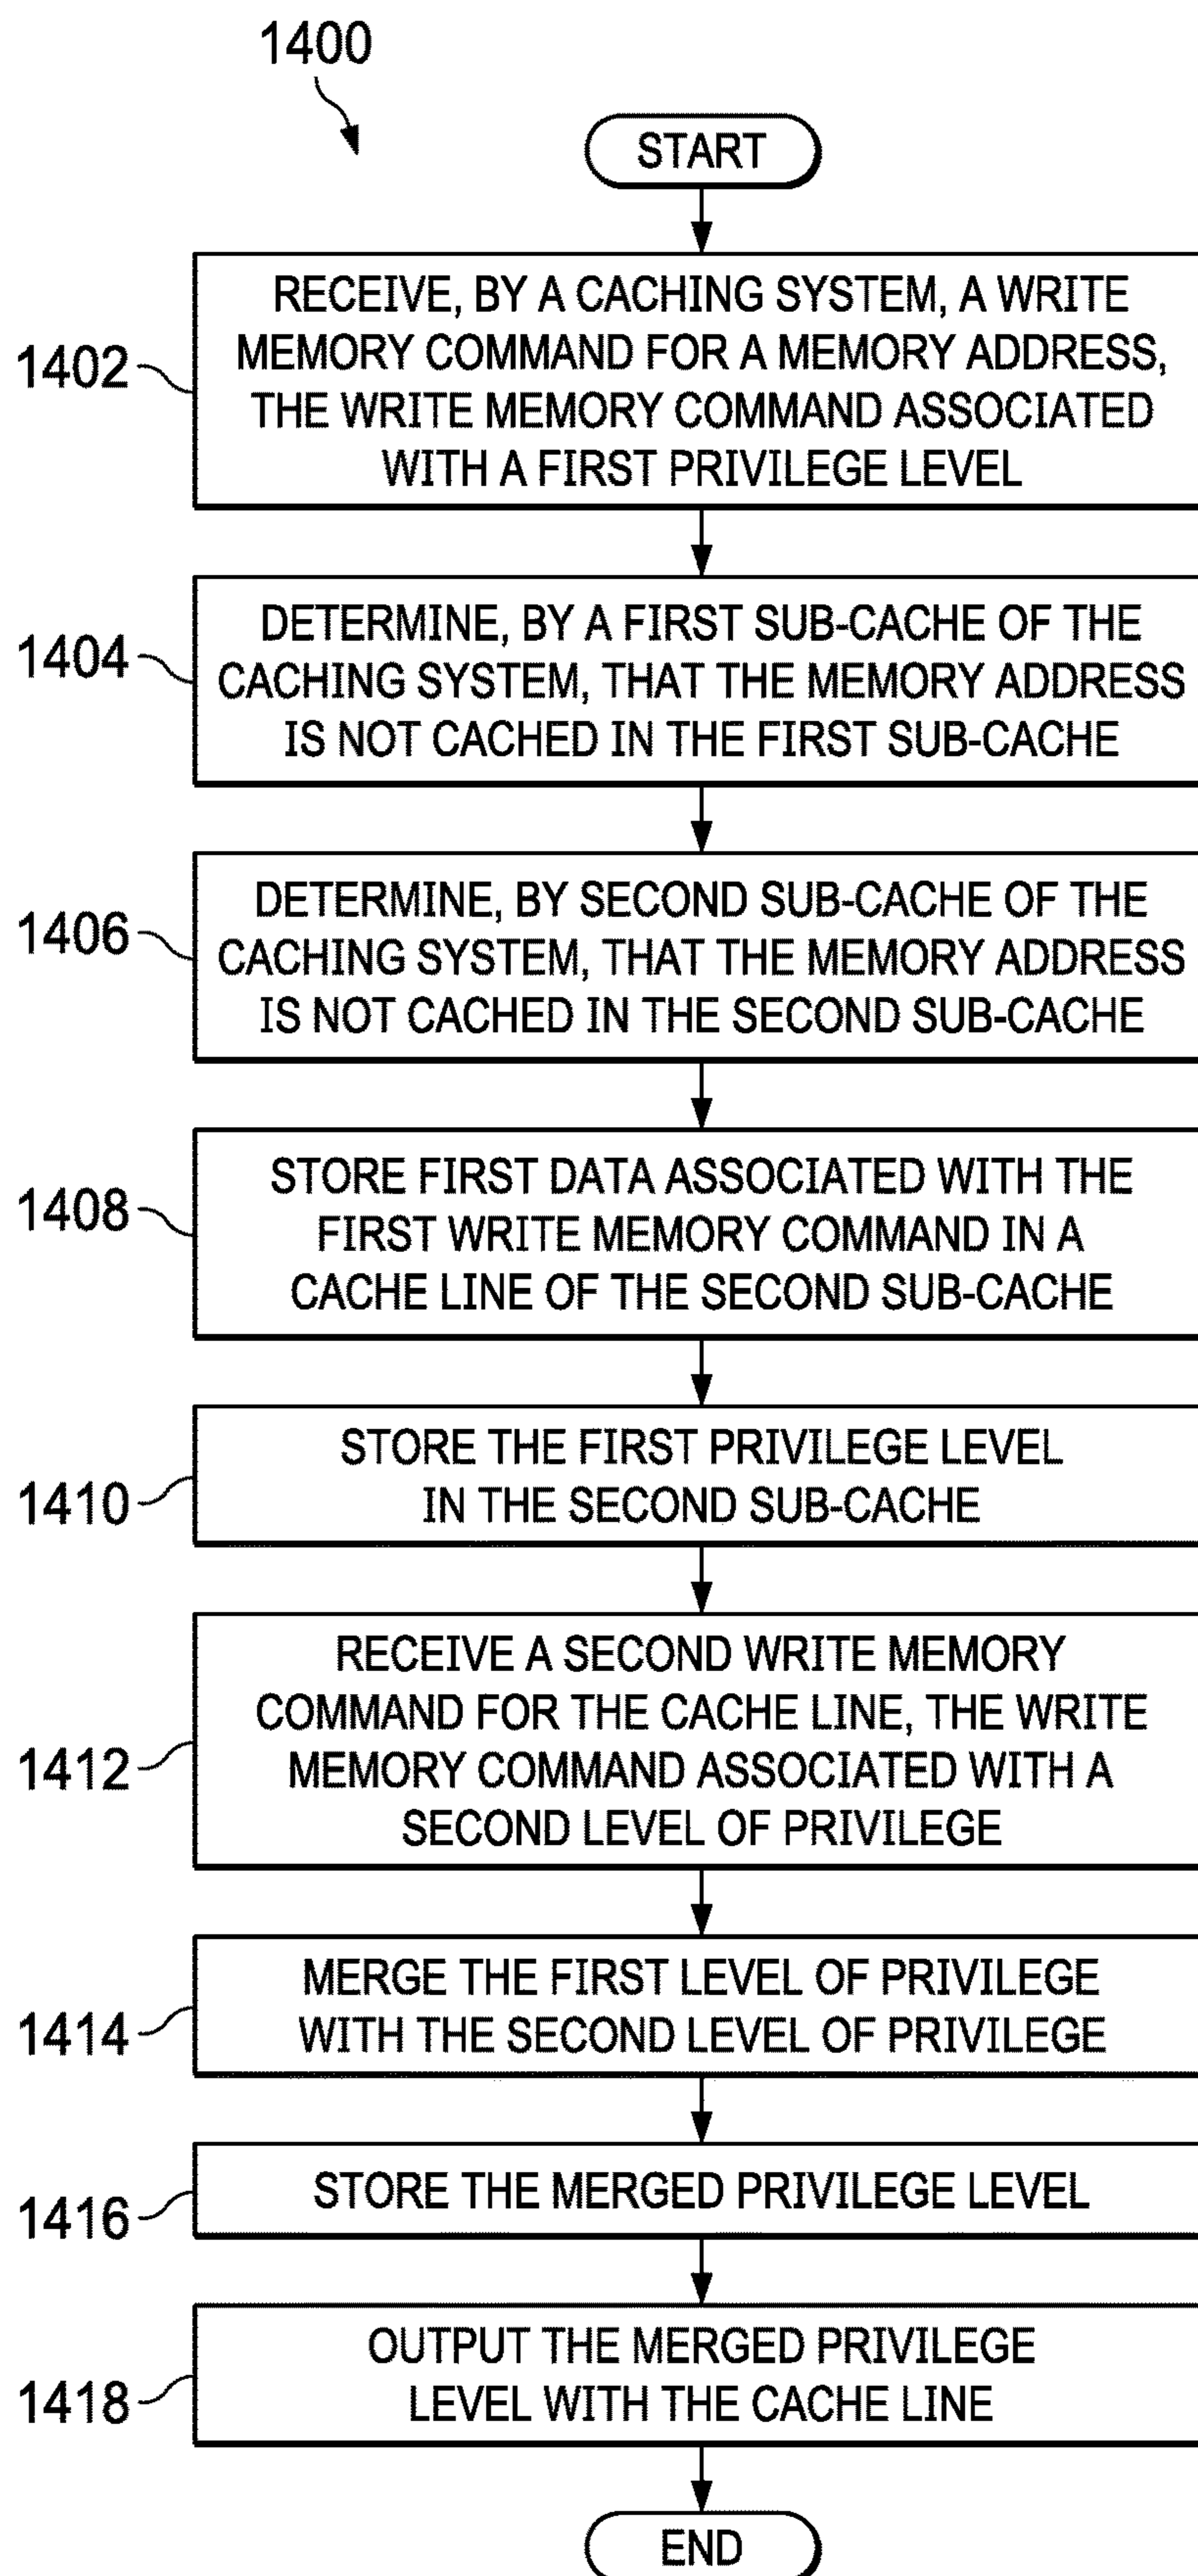 1400
START
1402
RECEIVE, BY A CACHING SYSTEM, A WRITE
MEMORY COMMAND FOR A MEMORY ADDRESS,
THE WRITE MEMORY COMMAND ASSOCIATED
WITH A FIRST PRIVILEGE LEVEL
1404
DETERMINE, BY A FIRST SUB-CACHE OF THE
CACHING SYSTEM, THAT THE MEMORY ADDRESS
IS NOT CACHED IN THE FIRST SUB-CACHE
1406
DETERMINE, BY SECOND SUB-CACHE OF THE
CACHING SYSTEM, THAT THE MEMORY ADDRESS
IS NOT CACHED IN THE SECOND SUB-CACHE
1408
STORE FIRST DATA ASSOCIATED WITH THE
FIRST WRITE MEMORY COMMAND IN A
CACHE LINE OF THE SECOND SUB-CACHE
1410
STORE THE FIRST PRIVILEGE LEVEL
IN THE SECOND SUB-CACHE
1412
RECEIVE A SECOND WRITE MEMORY
COMMAND FOR THE CACHE LINE, THE WRITE
MEMORY COMMAND ASSOCIATED WITH A
SECOND LEVEL OF PRIVILEGE
1414
MERGE THE FIRST LEVEL OF PRIVILEGE
WITH THE SECOND LEVEL OF PRIVILEGE
1416
STORE THE MERGED PRIVILEGE LEVEL
1418
OUTPUT THE MERGED PRIVILEGE
LEVEL WITH THE CACHE LINE
END